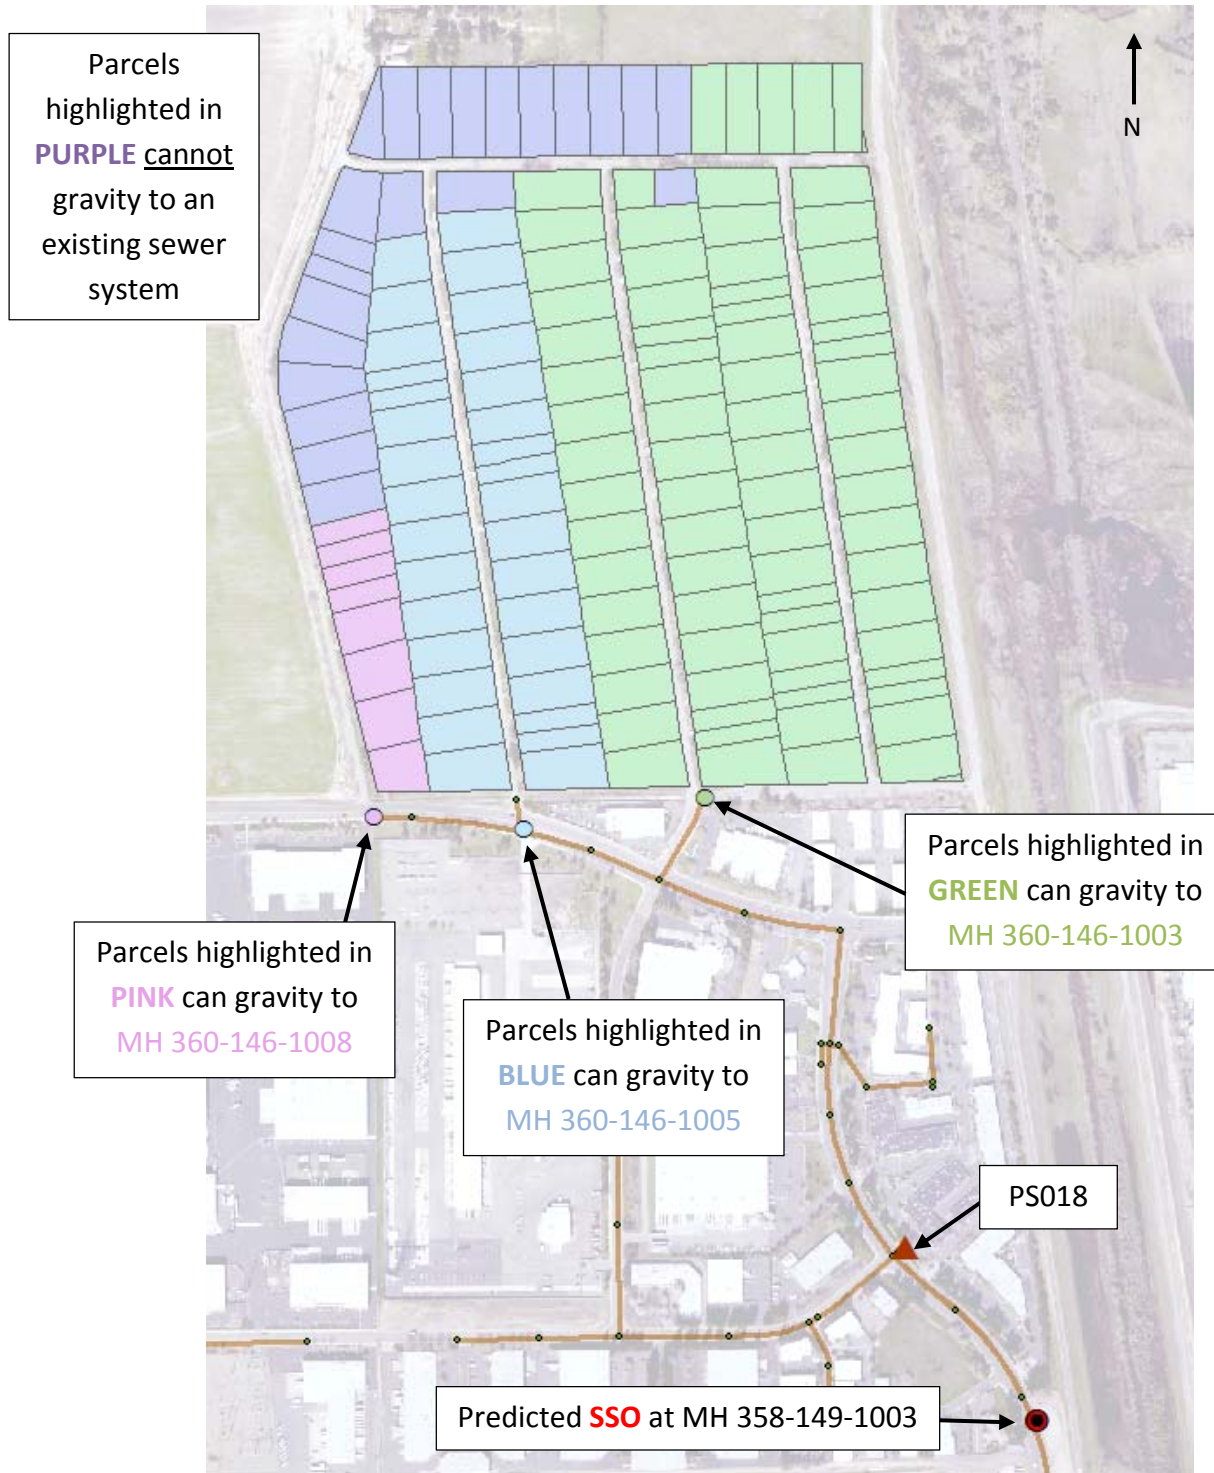 Parcels
highlighted in
PURPLE cannot
gravity to an
existing sewer
system
N
Parcels highlighted in
GREEN can gravity to
MH 360-146-1003
Parcels highlighted in
PINK can gravity to
MH 360-146-1008
Parcels highlighted in
BLUE can gravity to
MH 360-146-1005
PS018
Predicted SSO at MH 358-149-1003